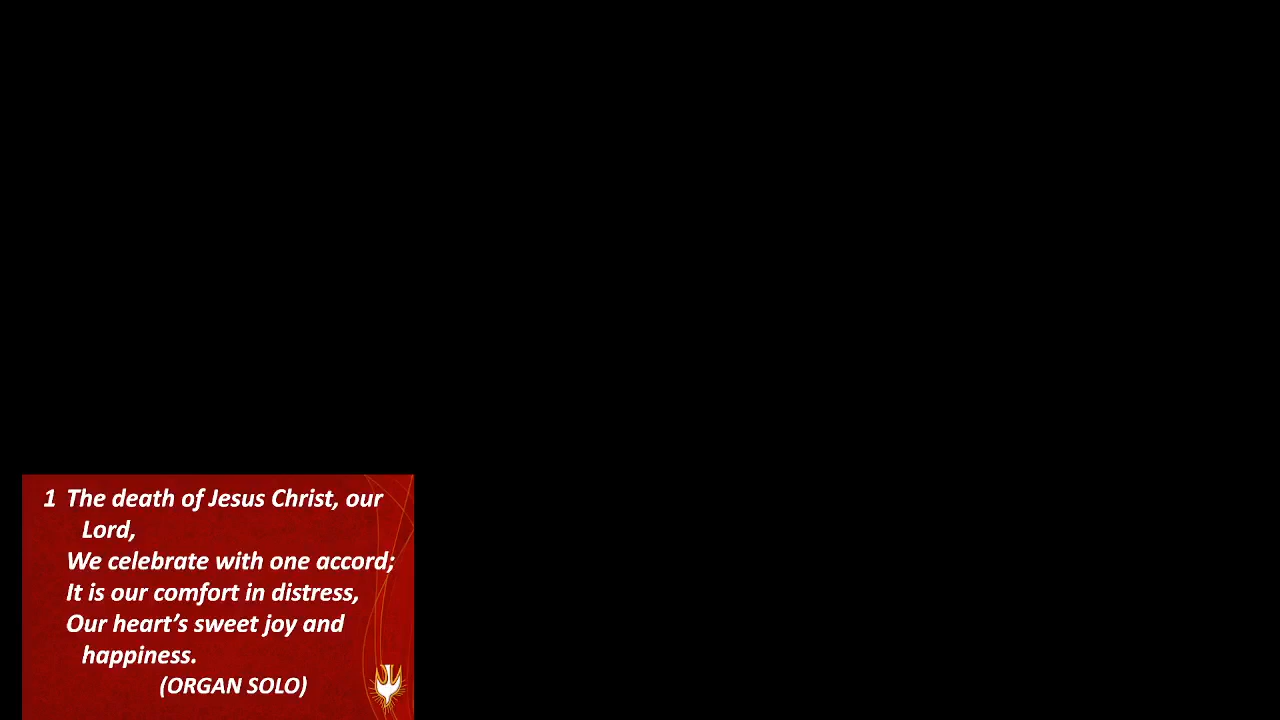 1 The death of Jesus Christ, our
Lord,
We celebrate with one accord;
It is our comfort in distress,
Our heart’s sweet joy and
happiness.
(ORGAN SOLO)